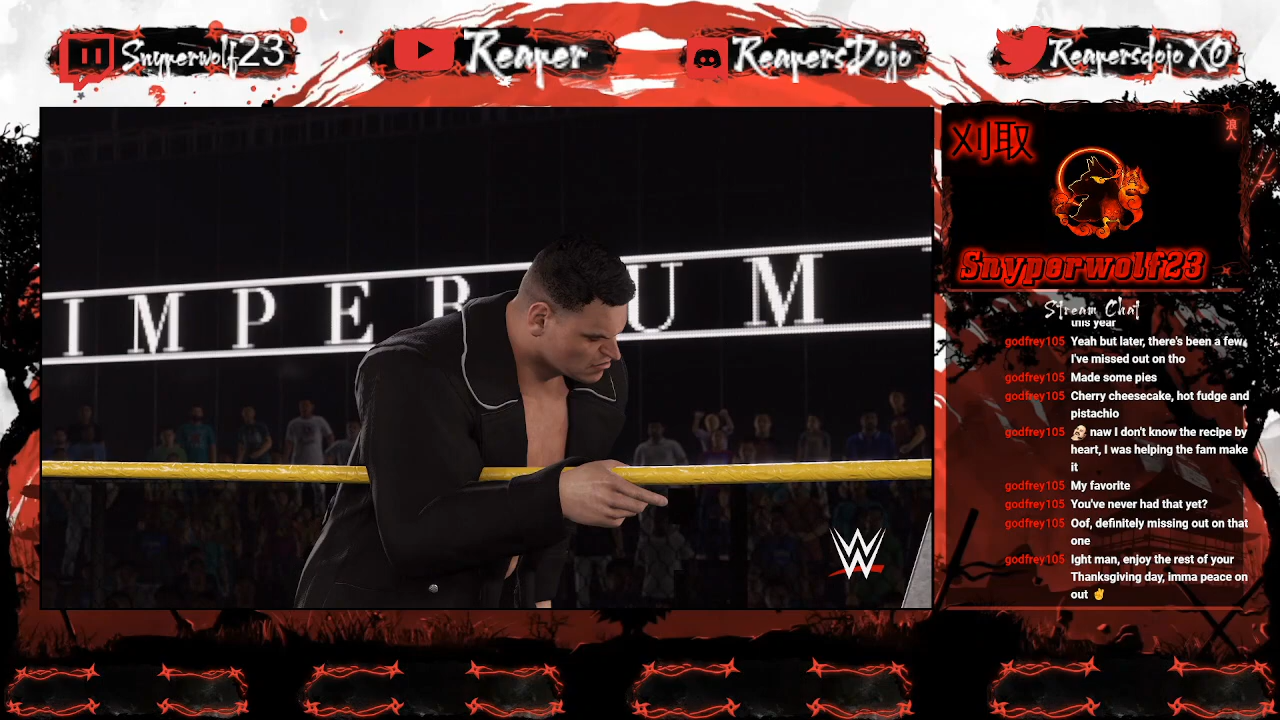 Snyperwolf23
Reaper
ReapersDojo
ReapersdojoXO
刈取
浪人
Snyperwolf23
IMPERIUM
Stream Chat
this year
godfrey105 Yeah but later, there's been a few,
I've missed out on tho
godfrey105 Made some pies
godfrey105 Cherry cheesecake, hot fudge and
pistachio
godfrey105 naw I don't know the recipe by
heart, I was helping the fam make
it
godfrey105 My favorite
godfrey105 You've never had that yet?
godfrey105 Oof, definitely missing out on that
one
godfrey105 Ight man, enjoy the rest of your
Thanksgiving day, imma peace on
out ✌
W